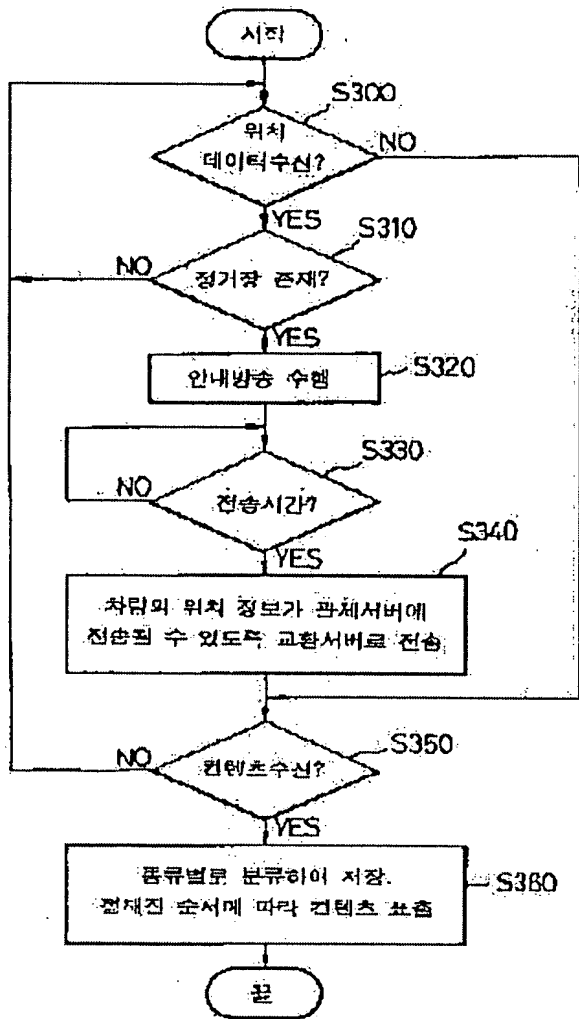 시작
S300
위치
데이터수신?
NO
YES
S310
NO
정거장 존재?
YES
안내방송 수행
S320
S330
NO
전송시간?
YES
S340
차량의 위치 정보가 관제서버에
전송될 수 있도록 교환서버로 전송
S350
NO
컨텐츠수신?
YES
종류별로 분류하여 저장.
정해진 순서에 따라 컨텐츠 표출
S360
끝